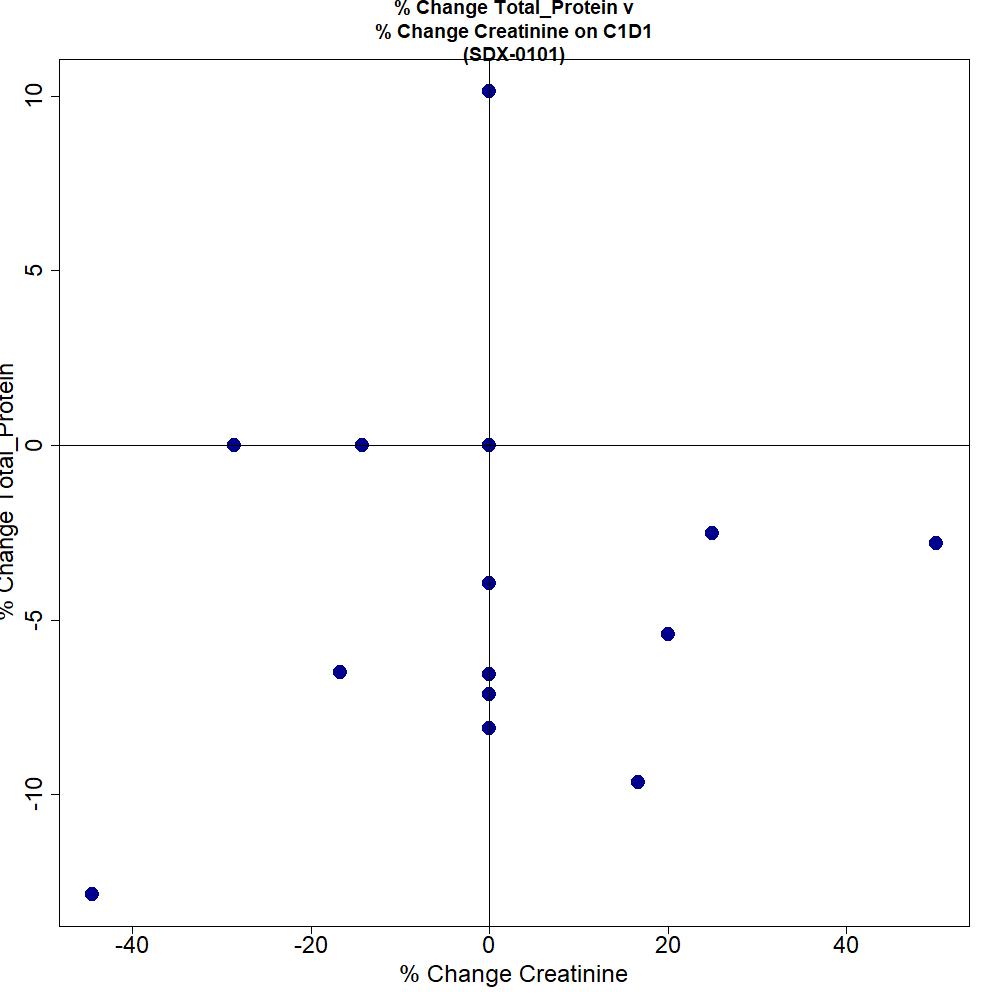 % Change Total_Protein v
% Change Creatinine on C1D1
(SDX-0101)
10
5
0
-5
-10
% Change Total_Protein
-40 -20 0 20 40
% Change Creatinine